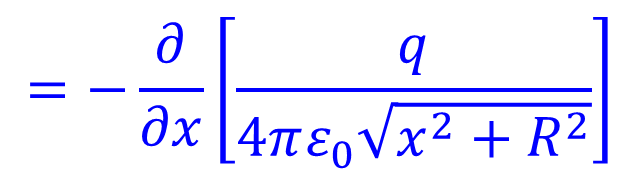 = − ∂/∂x [ q / 4πε₀√(x² + R²) ]